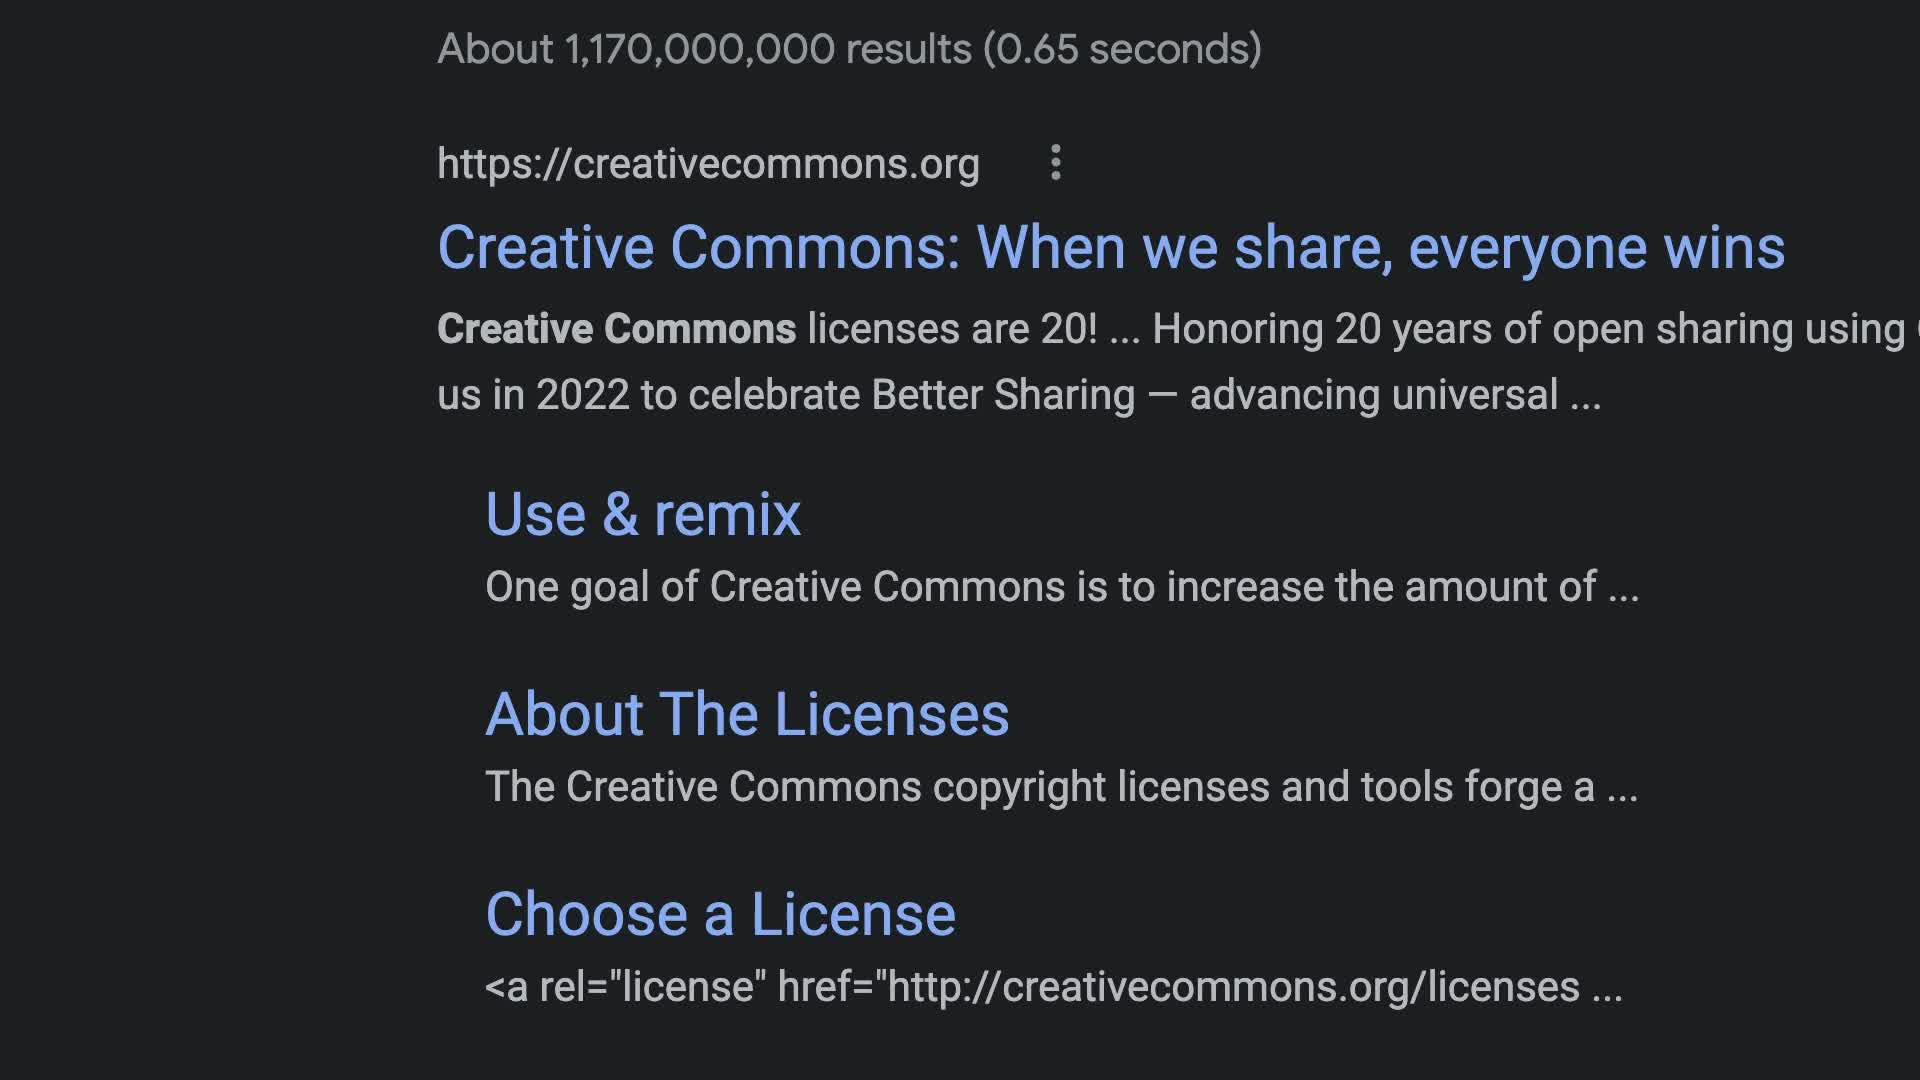 About 1,170,000,000 results (0.65 seconds)
https://creativecommons.org
Creative Commons: When we share, everyone wins
Creative Commons licenses are 20! ... Honoring 20 years of open sharing using
us in 2022 to celebrate Better Sharing — advancing universal ...
Use & remix
One goal of Creative Commons is to increase the amount of ...
About The Licenses
The Creative Commons copyright licenses and tools forge a ...
Choose a License
<a rel="license" href="http://creativecommons.org/licenses ...